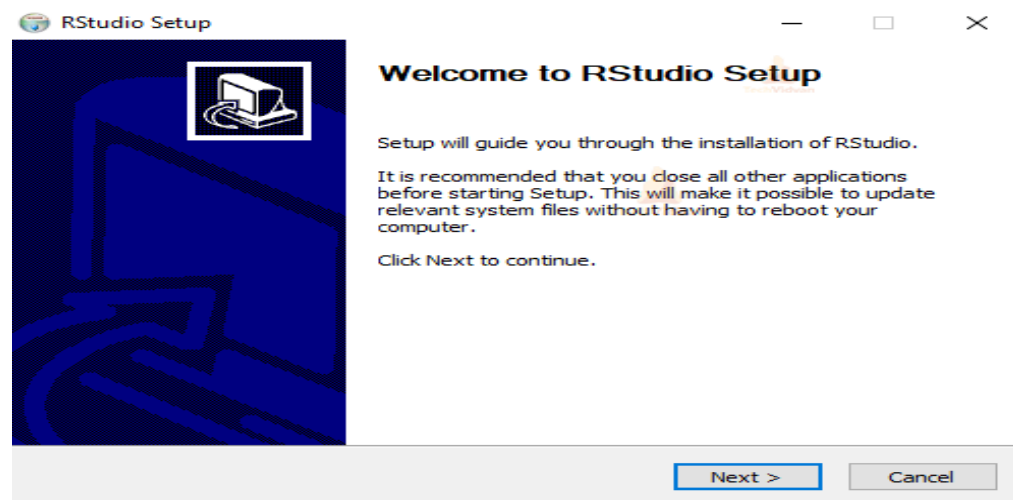 RStudio Setup
Welcome to RStudio Setup
TechVidvan
Setup will guide you through the installation of RStudio.
It is recommended that you close all other applications
before starting Setup. This will make it possible to update
relevant system files without having to reboot your
computer.
Click Next to continue.
Next >
Cancel